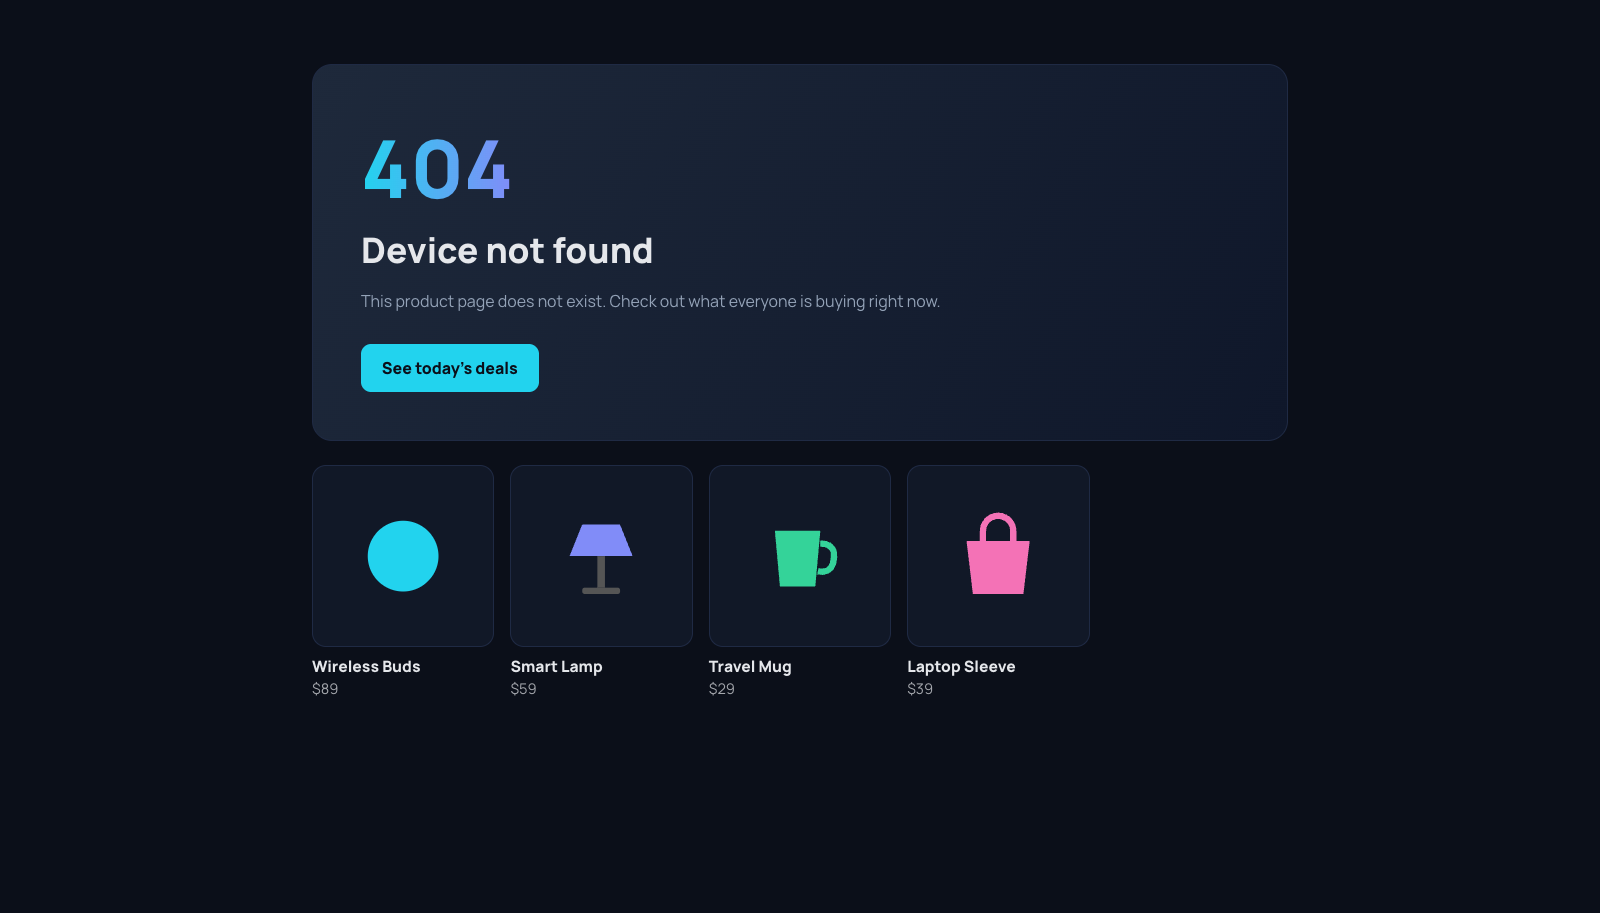 404
Device not found
This product page does not exist. Check out what everyone is buying right now.
See today's deals
Wireless Buds
$89
Smart Lamp
$59
Travel Mug
$29
Laptop Sleeve
$39